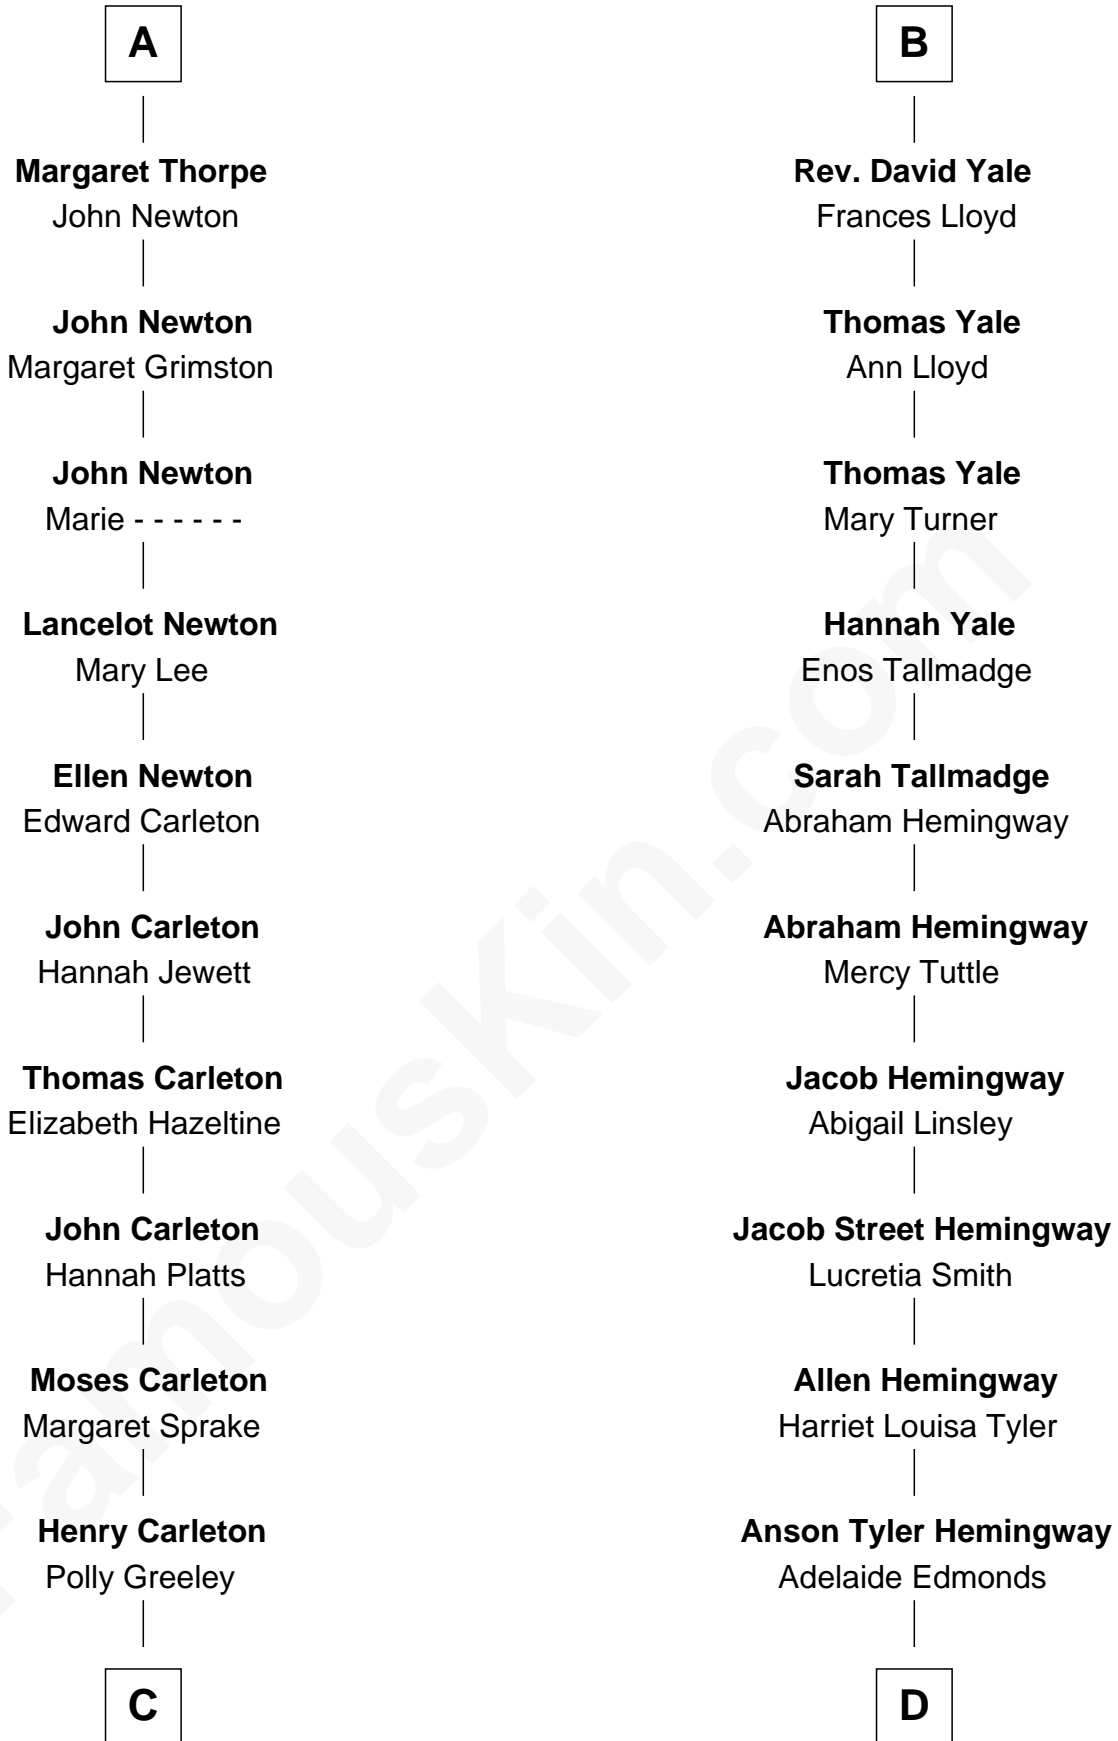 A
Margaret Thorpe
John Newton
John Newton
Margaret Grimston
John Newton
Marie - - - - - -
Lancelot Newton
Mary Lee
Ellen Newton
Edward Carleton
John Carleton
Hannah Jewett
Thomas Carleton
Elizabeth Hazeltine
John Carleton
Hannah Platts
Moses Carleton
Margaret Sprake
Henry Carleton
Polly Greeley
C
B
Rev. David Yale
Frances Lloyd
Thomas Yale
Ann Lloyd
Thomas Yale
Mary Turner
Hannah Yale
Enos Tallmadge
Sarah Tallmadge
Abraham Hemingway
Abraham Hemingway
Mercy Tuttle
Jacob Hemingway
Abigail Linsley
Jacob Street Hemingway
Lucretia Smith
Allen Hemingway
Harriet Louisa Tyler
Anson Tyler Hemingway
Adelaide Edmonds
D
FamousKin.com